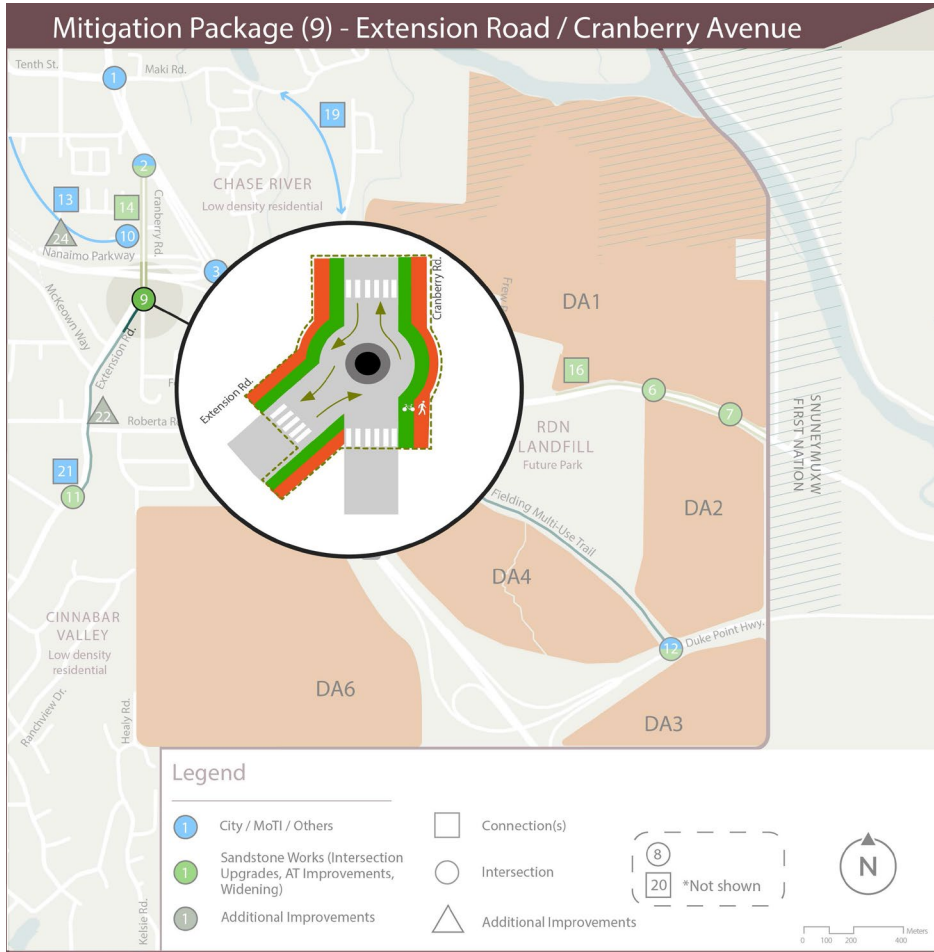 Mitigation Package (9) - Extension Road / Cranberry Avenue
Tenth St.
Maki Rd.
1
19
2
CHASE RIVER
Low density residential
13
14
Cranberry Rd.
24
10
Nanaimo Parkway
3
9
McKeown Way
Extension Rd.
22
Roberta R
21
11
Cranberry Rd.
Extension Rd.
DA1
16
6
7
RDN
LANDFILL
Future Park
SNUNEYMUXW
FIRST NATION
DA2
Fielding Multi-Use Trail
DA4
12
Duke Point Hwy.
CINNABAR
VALLEY
Low density
residential
DA6
DA3
Ranchview Dr.
Healy Rd.
Kelsie Rd.
Legend
1 City / MoTI / Others
Connection(s)
1 Sandstone Works (Intersection
Upgrades, AT Improvements,
Widening)
Intersection
1 Additional Improvements
Additional Improvements
8
20 *Not shown
N
Meters
0 100 200 400